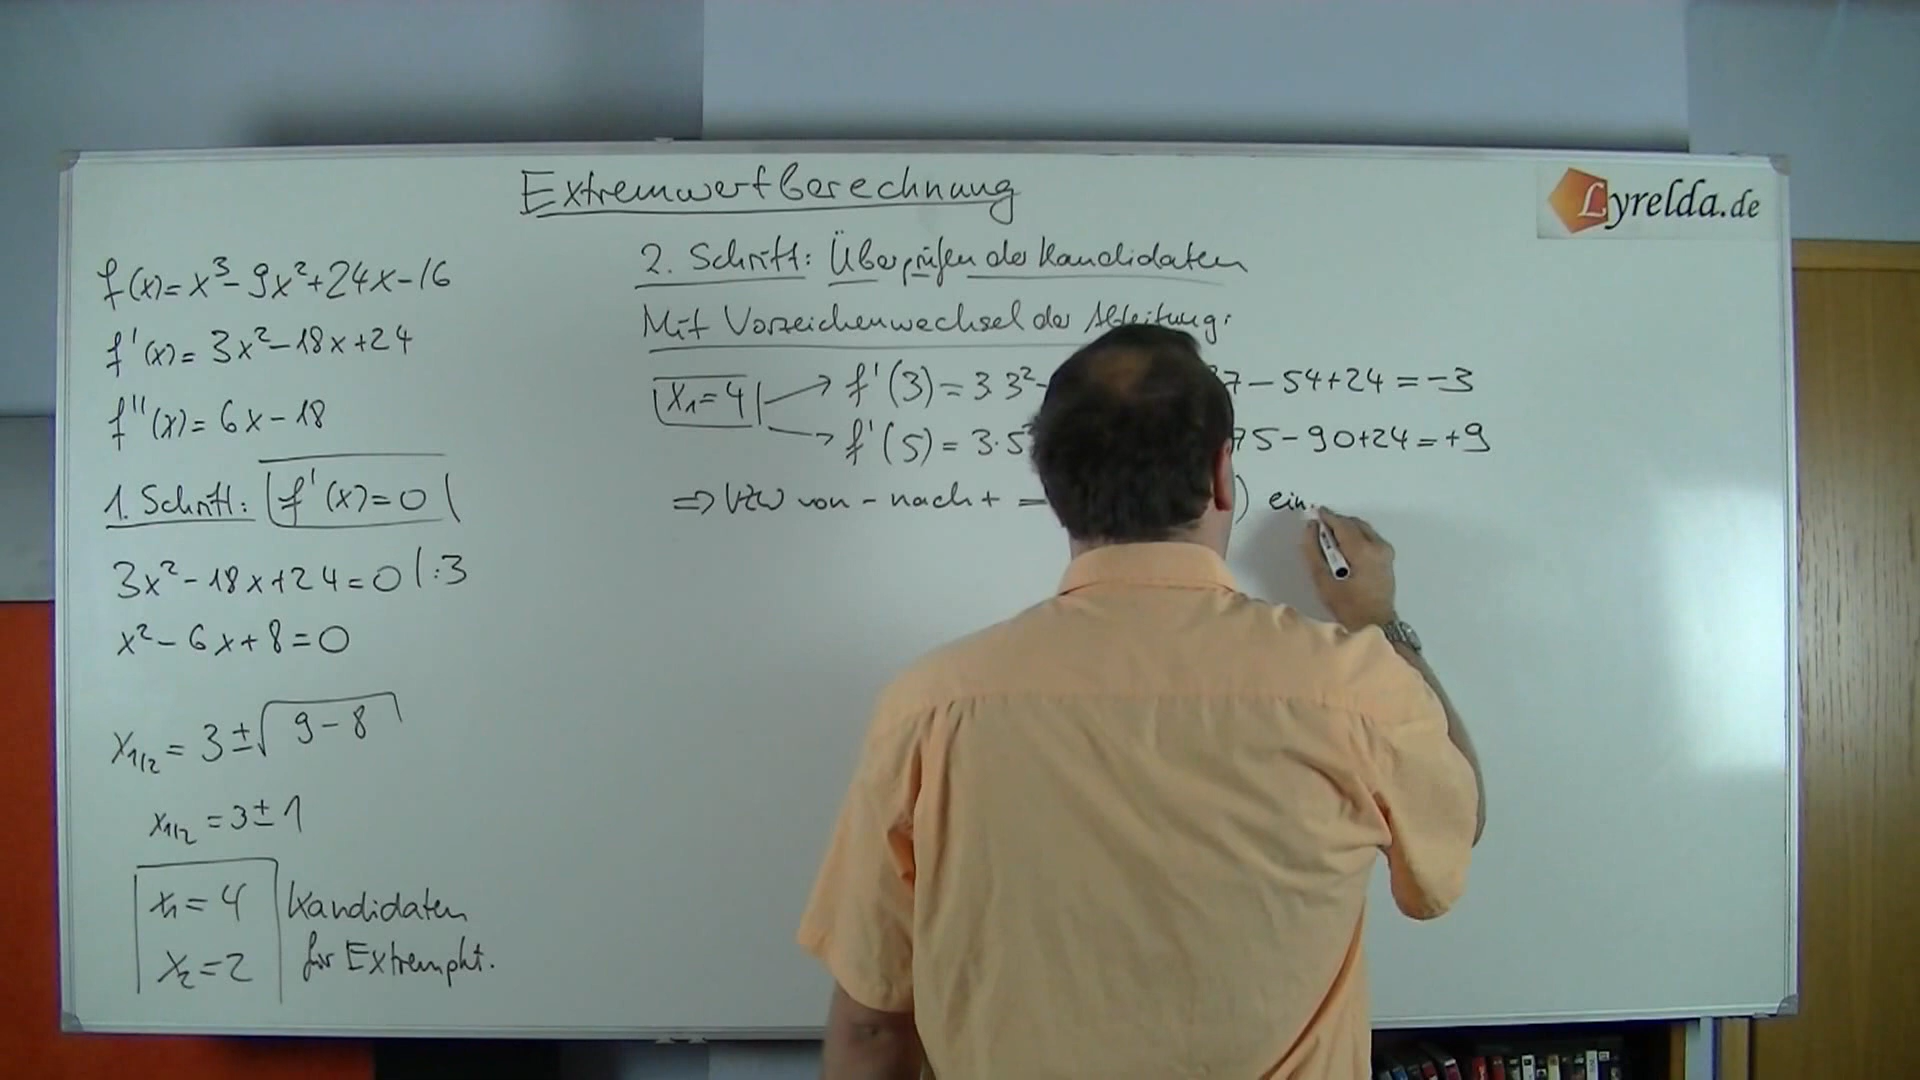 Extremwertberechnung
Lyrelda.de
f(x)= x³-9x²+24x-16
f'(x)= 3x²-18x+24
f''(x)= 6x-18
1. Schritt: f'(x)=0
3x²-18x+24=0 |:3
x²-6x+8=0
x1/2 = 3±√9-8
x1/2 = 3±1
x1=4
x2=2
Kandidaten
für Extrempkt.
2. Schritt: Überprüfen der Kandidaten
Mit Vorzeichenwechsel der Ableitung:
x1=4
f'(3)= 3·3²- 27-54+24=-3
f'(5)= 3·5² 75-90+24=+9
⇒ VZW von - nach + = ) ein